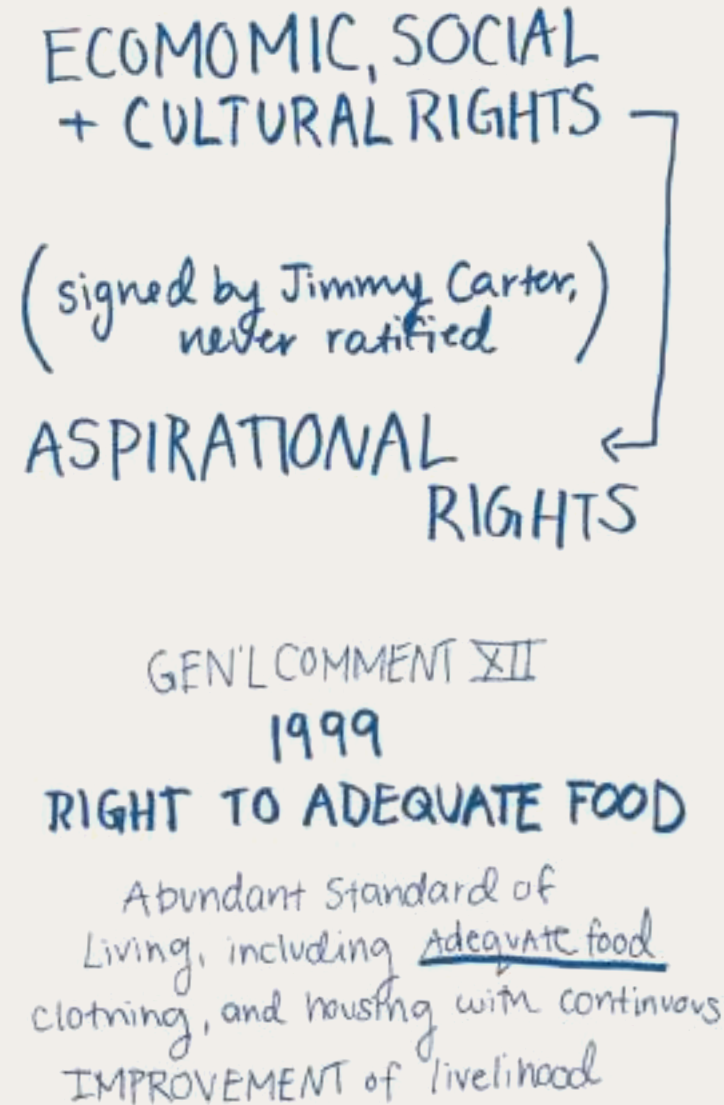 ECOMOMIC, SOCIAL
+ CULTURAL RIGHTS
(signed by Jimmy Carter,
never ratified)
ASPIRATIONAL
RIGHTS
GEN'L COMMENT XII
1999
RIGHT TO ADEQUATE FOOD
Abundant Standard of
Living, including AdequATE food
clothing, and housing with continuous
IMPROVEMENT of livelihood